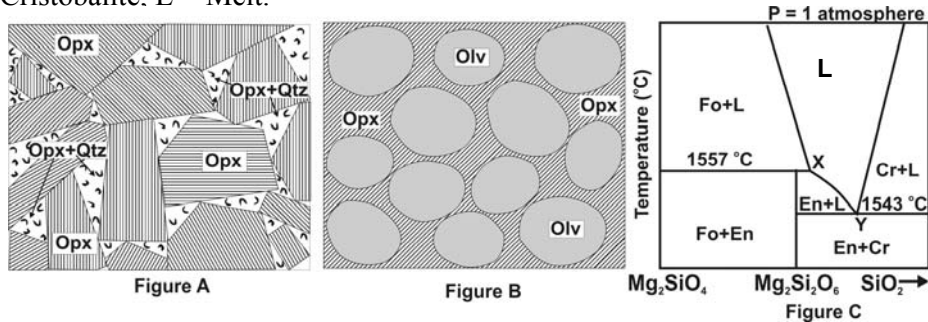 Cristobalite, L = Melt.
P = 1 atmosphere
Opx
Opx+Qtz
Opx+Qtz
Opx
Opx
Figure A
Olv
Opx
Opx
Olv
Figure B
Temperature (°C)
L
Fo+L
1557 °C
X
Cr+L
En+L
1543 °C
Y
Fo+En
En+Cr
Mg₂SiO₄
Mg₂Si₂O₆
SiO₂→
Figure C